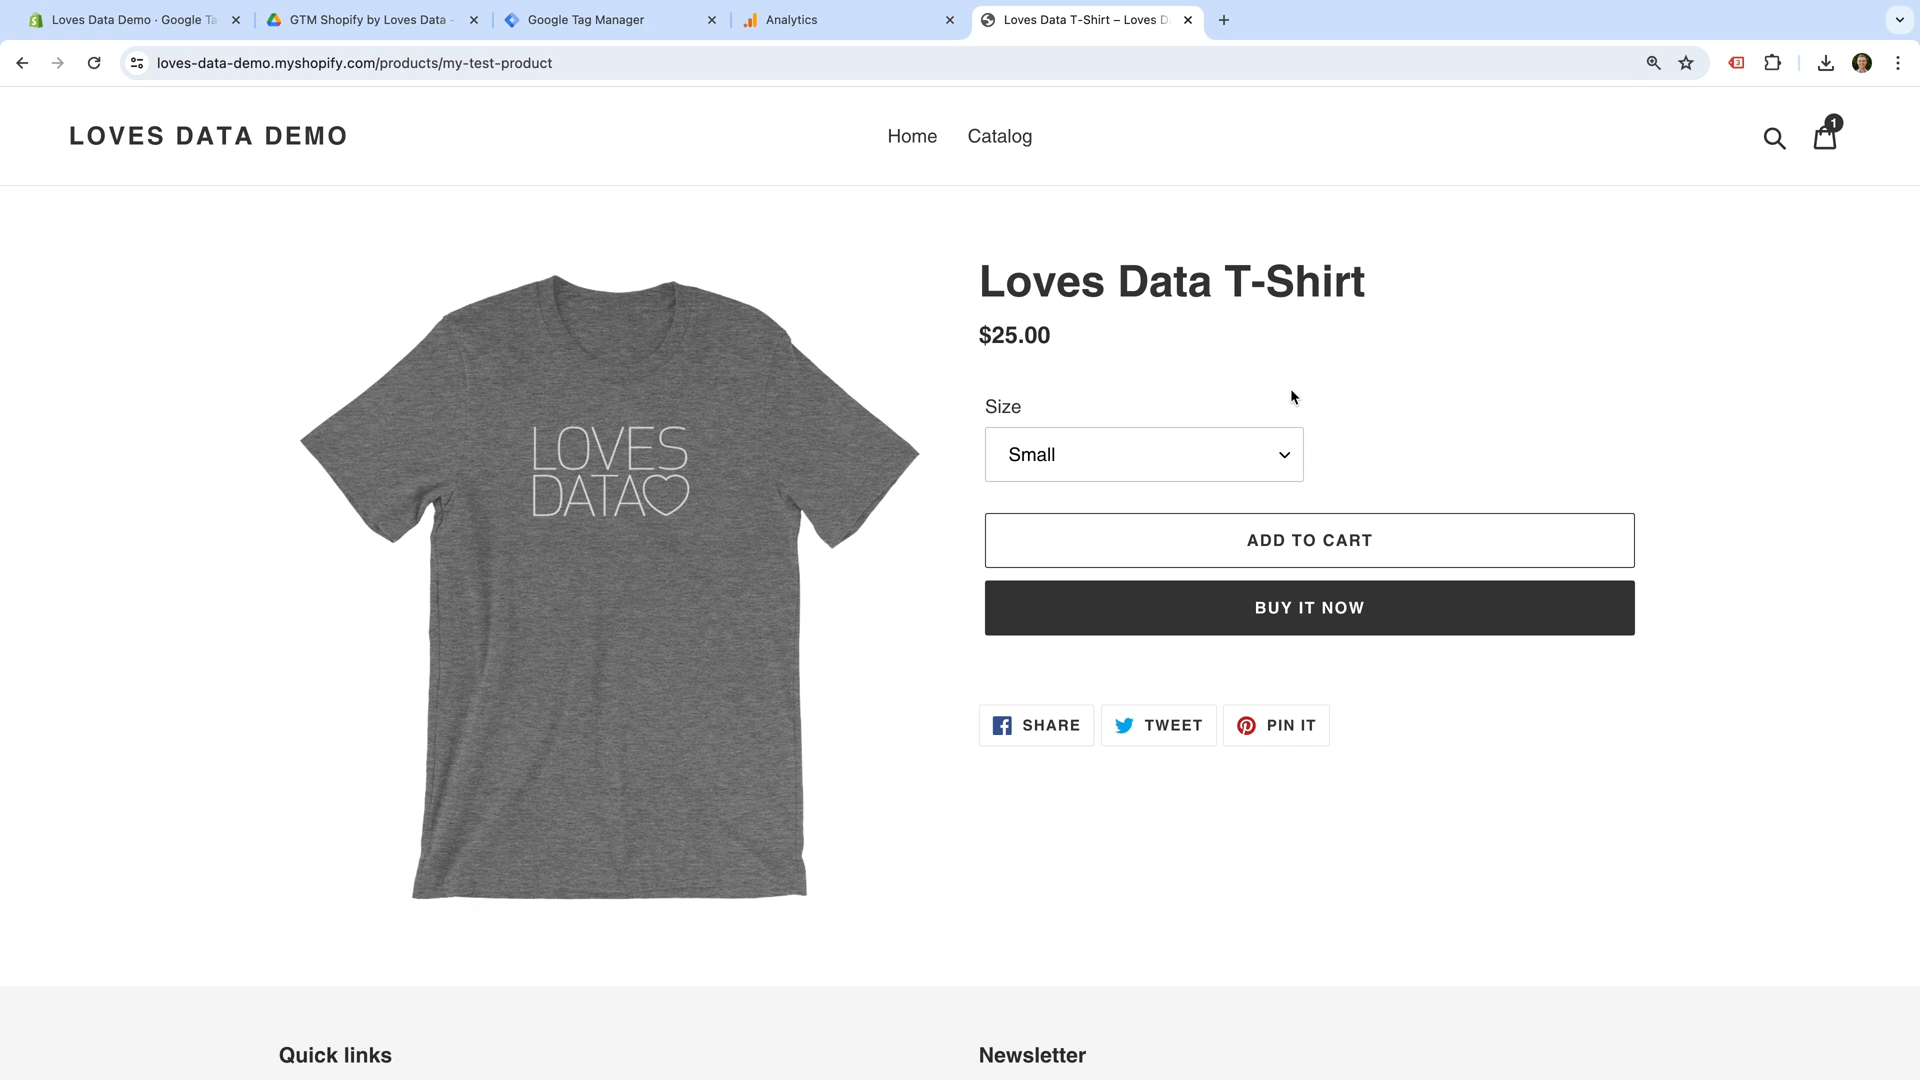 Loves Data Demo · Google Ta
GTM Shopify by Loves Data -
Google Tag Manager
Analytics
Loves Data T-Shirt – Loves D
loves-data-demo.myshopify.com/products/my-test-product
3
LOVES DATA DEMO
Home
Catalog
1
Loves Data T-Shirt
$25.00
Size
Small
LOVES
DATA
ADD TO CART
BUY IT NOW
SHARE
TWEET
PIN IT
Quick links
Newsletter